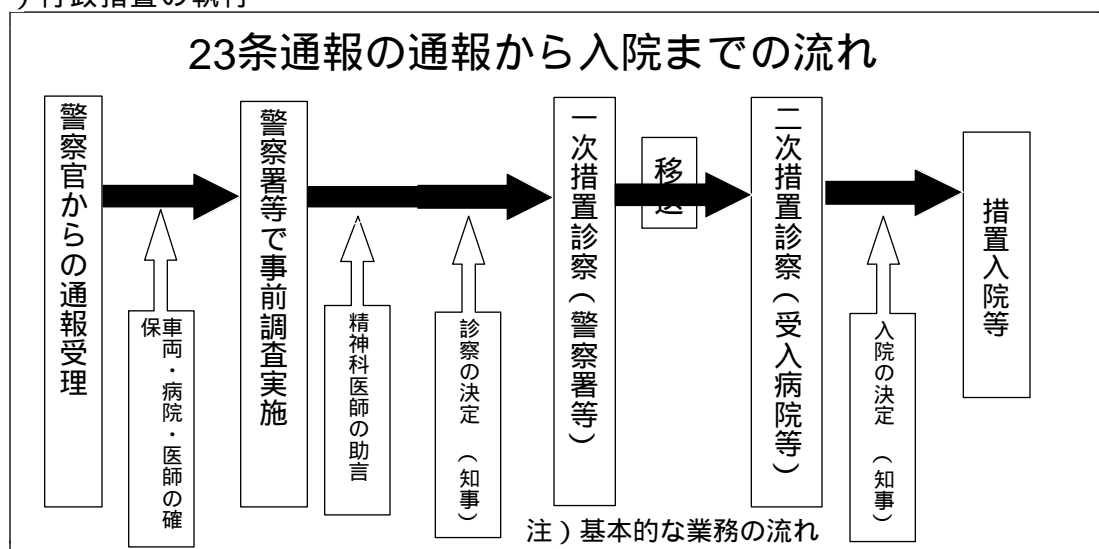 )行政措置の執行
23条通報の通報から入院までの流れ
警察官からの通報受理
車両・病院・医師の確
保
警察署等で事前調査実施
精神科医師の助言
診察の決定 (知事)
一次措置診察(警察署等)
移送
二次措置診察(受入病院等)
入院の決定 (知事)
措置入院等
注)基本的な業務の流れ